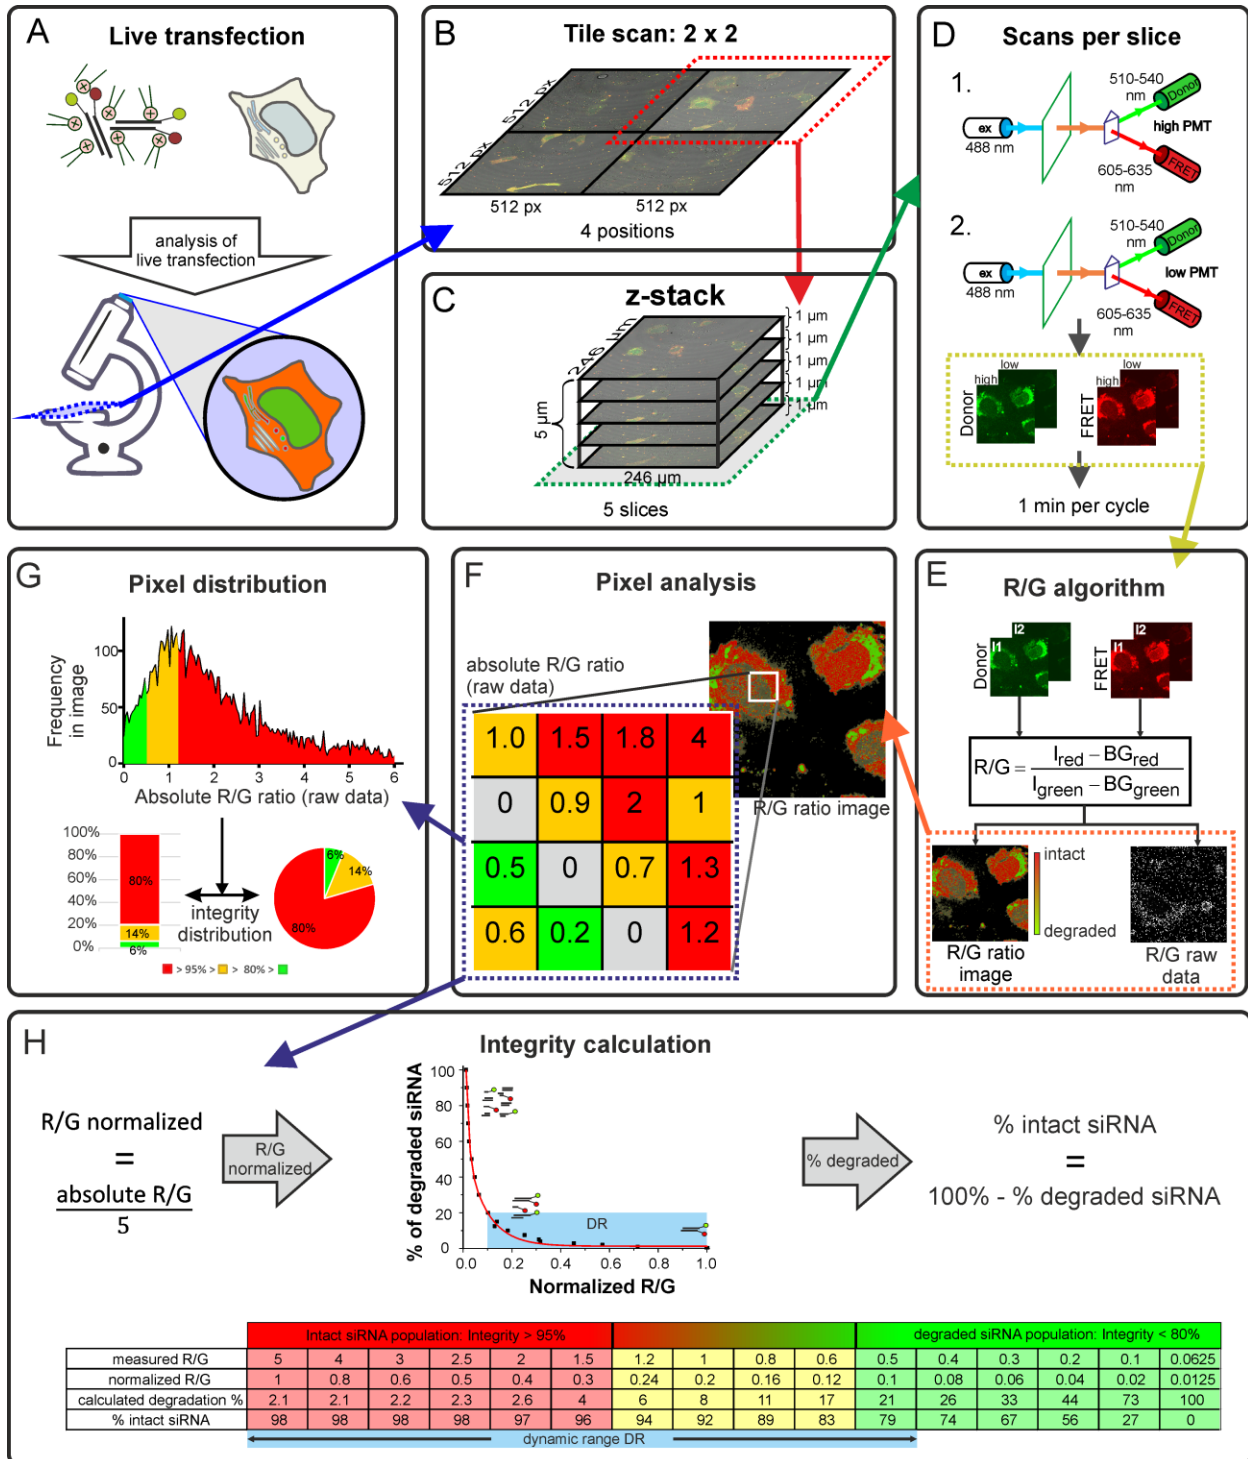 A
Live transfection
analysis of
live transfection
B
Tile scan: 2 x 2
512 px
512 px
512 px
512 px
4 positions
C
z-stack
246 µm
1 µm
1 µm
1 µm
1 µm
1 µm
5 µm
246 µm
5 slices
D
Scans per slice
1.
510-540
nm
Donor
high PMT
ex
488 nm
FRET
605-635
nm
2.
510-540
nm
Donor
low PMT
ex
488 nm
FRET
605-635
nm
low
high
Donor
low
high
FRET
1 min per cycle
E
R/G algorithm
I2
I1
Donor
I2
I1
FRET
R/G = (I red − BG red) / (I green − BG green)
intact
degraded
R/G ratio
image
R/G raw
data
F
Pixel analysis
absolute R/G ratio
(raw data)
1.0 1.5 1.8 4
0 0.9 2 1
0.5 0 0.7 1.3
0.6 0.2 0 1.2
R/G ratio image
G
Pixel distribution
Frequency
in image
100
50
0
0 1 2 3 4 5 6
Absolute R/G ratio (raw data)
100%
80%
60%
40%
20%
0%
80%
14%
6%
integrity
distribution
6%
14%
80%
> 95% > > 80% >
H
Integrity calculation
R/G normalized
=
absolute R/G
5
R/G
normalized
% of degraded siRNA
100
80
60
40
20
0
DR
0.0 0.2 0.4 0.6 0.8 1.0
Normalized R/G
% degraded
% intact siRNA
=
100% - % degraded siRNA
Intact siRNA population: Integrity > 95% degraded siRNA population: Integrity < 80%
measured R/G 5 4 3 2.5 2 1.5 1.2 1 0.8 0.6 0.5 0.4 0.3 0.2 0.1 0.0625
normalized R/G 1 0.8 0.6 0.5 0.4 0.3 0.24 0.2 0.16 0.12 0.1 0.08 0.06 0.04 0.02 0.0125
calculated degradation % 2.1 2.1 2.2 2.3 2.6 4 6 8 11 17 21 26 33 44 73 100
% intact siRNA 98 98 98 98 97 96 94 92 89 83 79 74 67 56 27 0
dynamic range DR